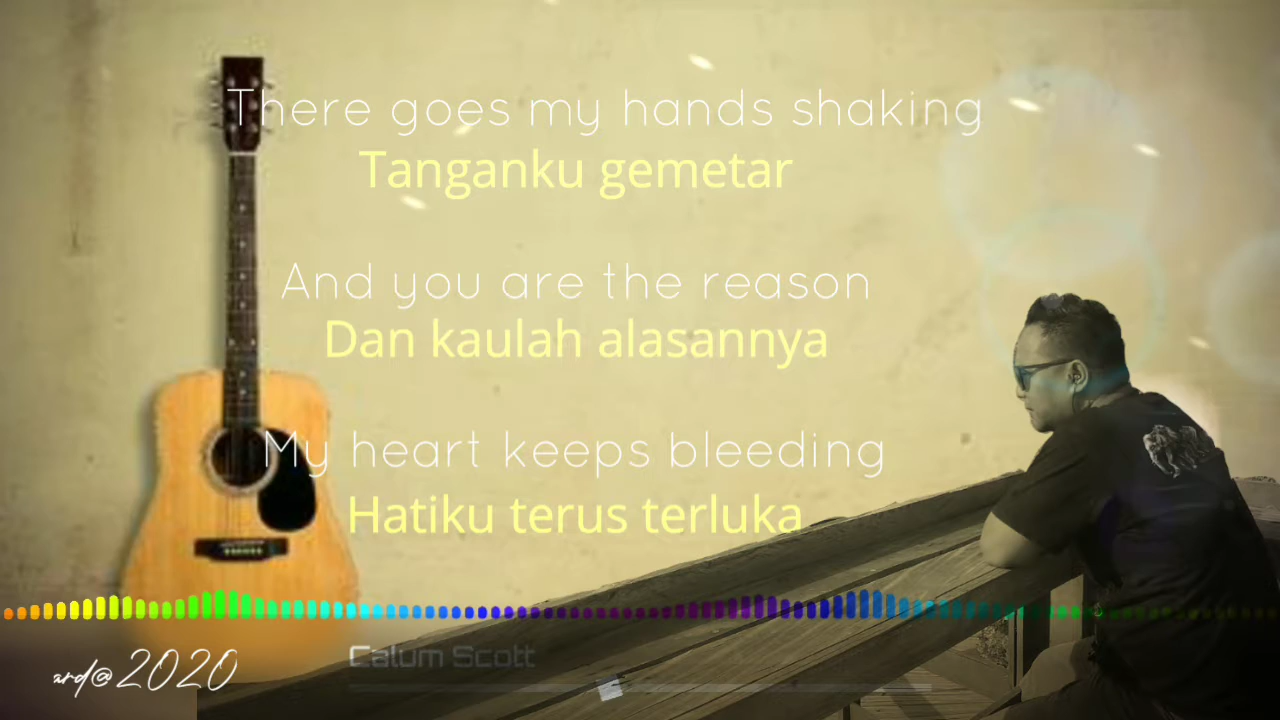 There goes my hands shaking
Tanganku gemetar
And you are the reason
Dan kaulah alasannya
My heart keeps bleeding
Hatiku terus terluka
Calum Scott
ard@2020